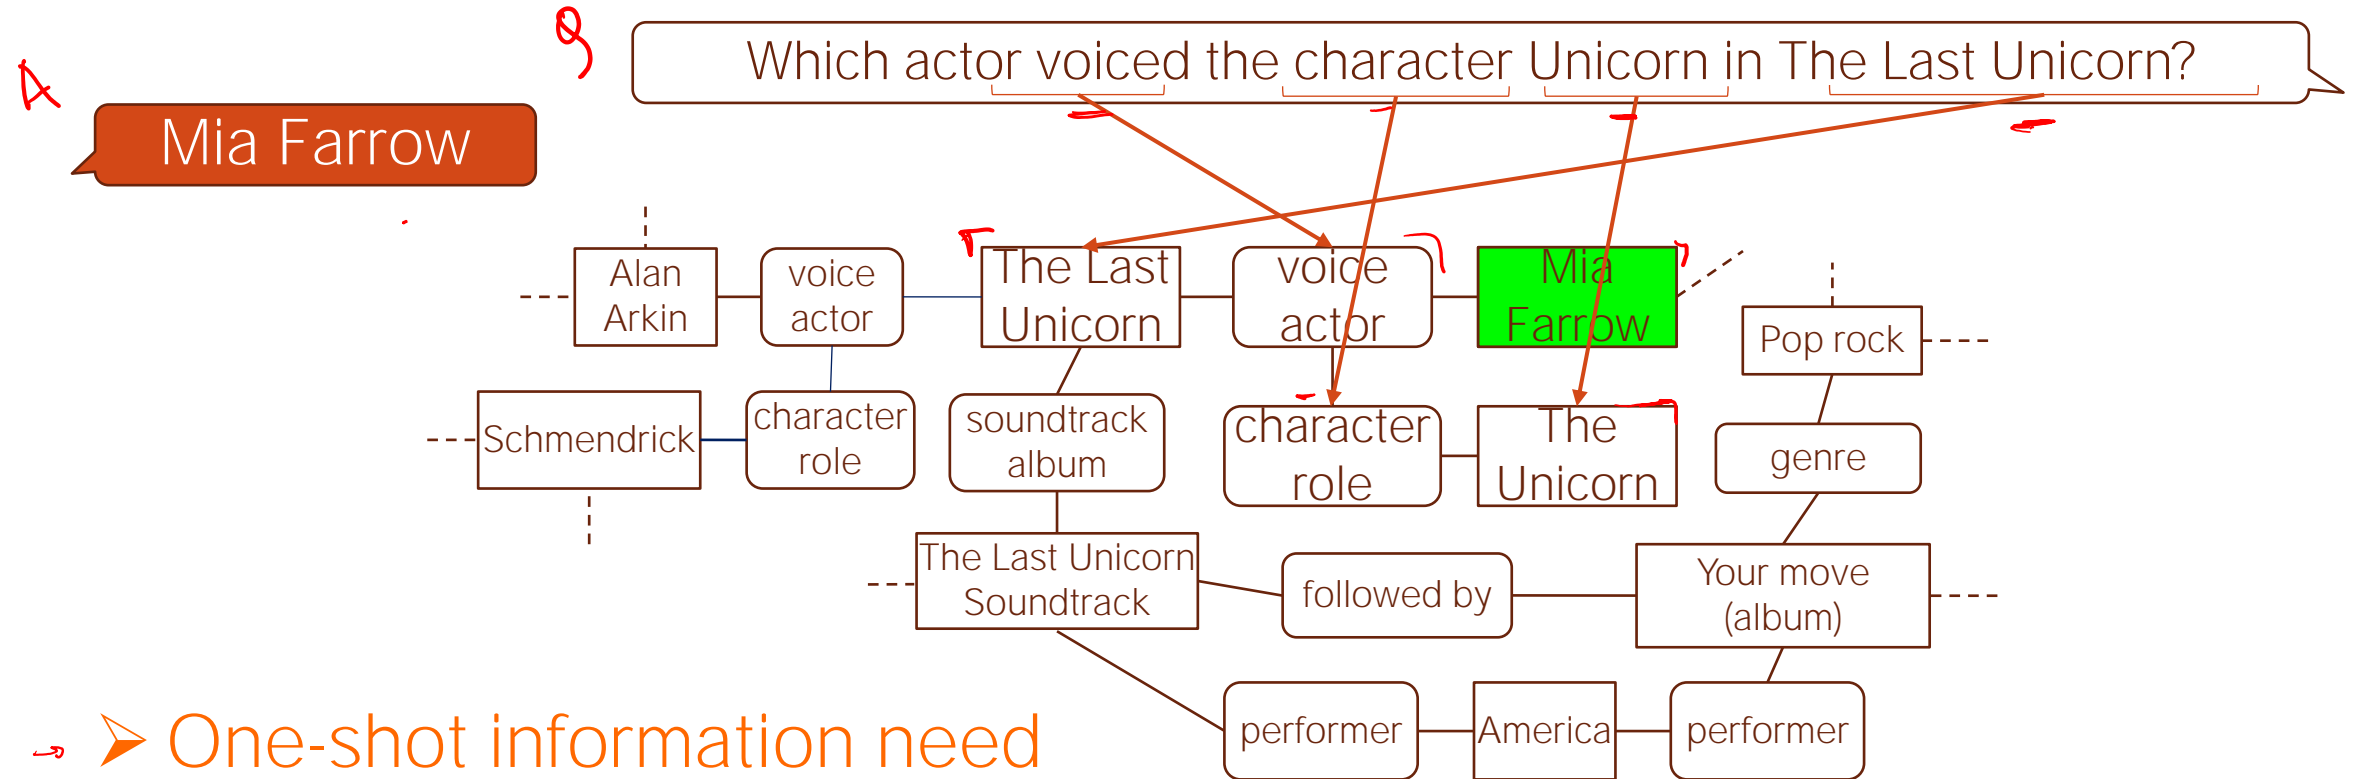 Q
Which actor voiced the character Unicorn in The Last Unicorn?
A
Mia Farrow
Alan
Arkin
voice
actor
The Last
Unicorn
voice
actor
Mia
Farrow
Pop rock
Schmendrick
character
role
soundtrack
album
character
role
The
Unicorn
genre
The Last Unicorn
Soundtrack
followed by
Your move
(album)
performer
America
performer
One-shot information need